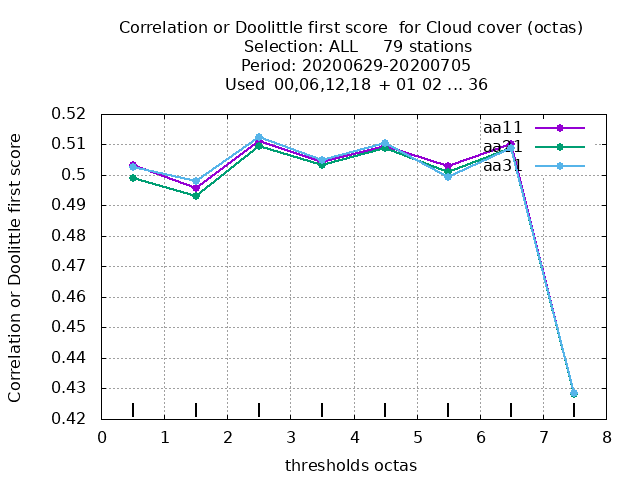 Correlation or Doolittle first score  for Cloud cover (octas)
Selection: ALL     79 stations
Period: 20200629-20200705
Used  00,06,12,18 + 01 02 ... 36
Correlation or Doolittle first score
0.52
0.51
0.5
0.49
0.48
0.47
0.46
0.45
0.44
0.43
0.42
aa11
aa21
aa31
0 1 2 3 4 5 6 7 8
thresholds octas